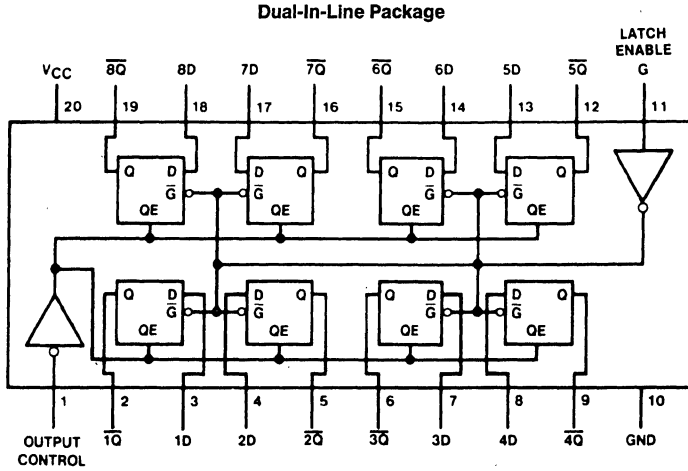 Dual-In-Line Package
LATCH
ENABLE
VCC 8Q̅ 8D 7D 7Q̅ 6Q̅ 6D 5D 5Q̅ G
20 19 18 17 16 15 14 13 12 11
Q D D Q Q D D Q
G̅ G̅ G̅ G̅
QE QE QE QE
Q D D Q Q D D Q
G̅ G̅ G̅ G̅
QE QE QE QE
1 2 3 4 5 6 7 8 9 10
OUTPUT 1Q̅ 1D 2D 2Q̅ 3Q̅ 3D 4D 4Q̅ GND
CONTROL